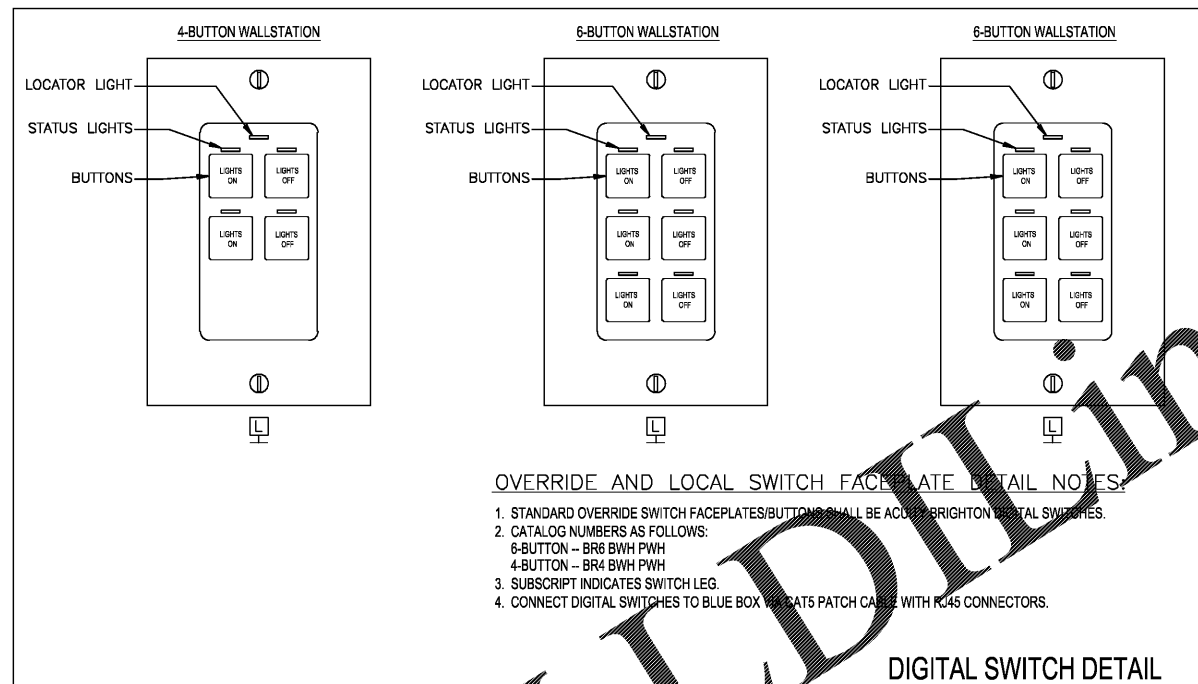 4-BUTTON WALLSTATION
6-BUTTON WALLSTATION
6-BUTTON WALLSTATION
LOCATOR LIGHT
STATUS LIGHTS
BUTTONS
LIGHTS
ON
LIGHTS
OFF
LIGHTS
ON
LIGHTS
OFF
L
LOCATOR LIGHT
STATUS LIGHTS
BUTTONS
LIGHTS
ON
LIGHTS
OFF
LIGHTS
ON
LIGHTS
OFF
LIGHTS
ON
LIGHTS
OFF
L
LOCATOR LIGHT
STATUS LIGHTS
BUTTONS
LIGHTS
ON
LIGHTS
OFF
LIGHTS
ON
LIGHTS
OFF
LIGHTS
ON
LIGHTS
OFF
L
OVERRIDE AND LOCAL SWITCH FACEPLATE DETAIL NOTES:
1. STANDARD OVERRIDE SWITCH FACEPLATES/BUTTONS SHALL BE ACUITY BRIGHTON DIGITAL SWITCHES.
2. CATALOG NUMBERS AS FOLLOWS:
6-BUTTON -- BR6 BWH PWH
4-BUTTON -- BR4 BWH PWH
3. SUBSCRIPT INDICATES SWITCH LEG.
4. CONNECT DIGITAL SWITCHES TO BLUE BOX VIA CAT5 PATCH CABLE WITH RJ45 CONNECTORS.
DIGITAL SWITCH DETAIL